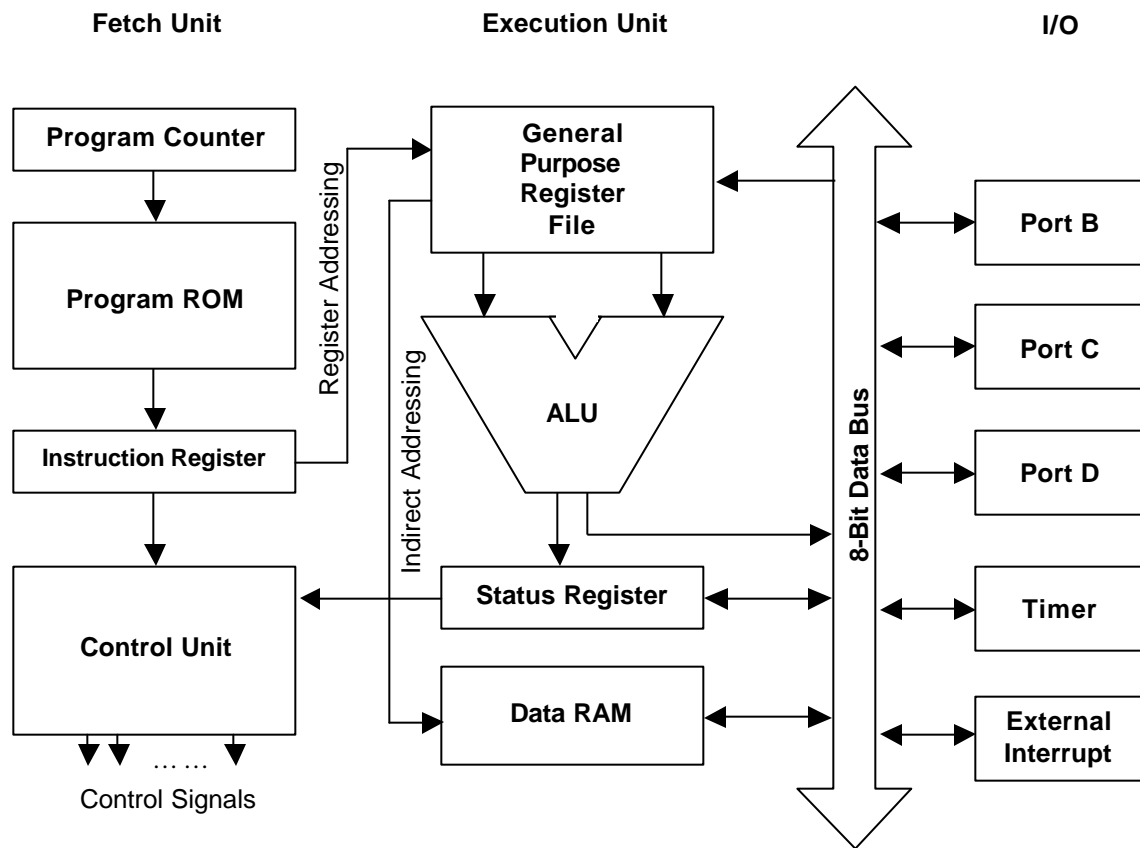 Fetch Unit
Execution Unit
I/O
Program Counter
Program ROM
Instruction Register
Control Unit
... ...
Control Signals
Register Addressing
Indirect Addressing
General
Purpose
Register
File
ALU
Status Register
Data RAM
8-Bit Data Bus
Port B
Port C
Port D
Timer
External
Interrupt